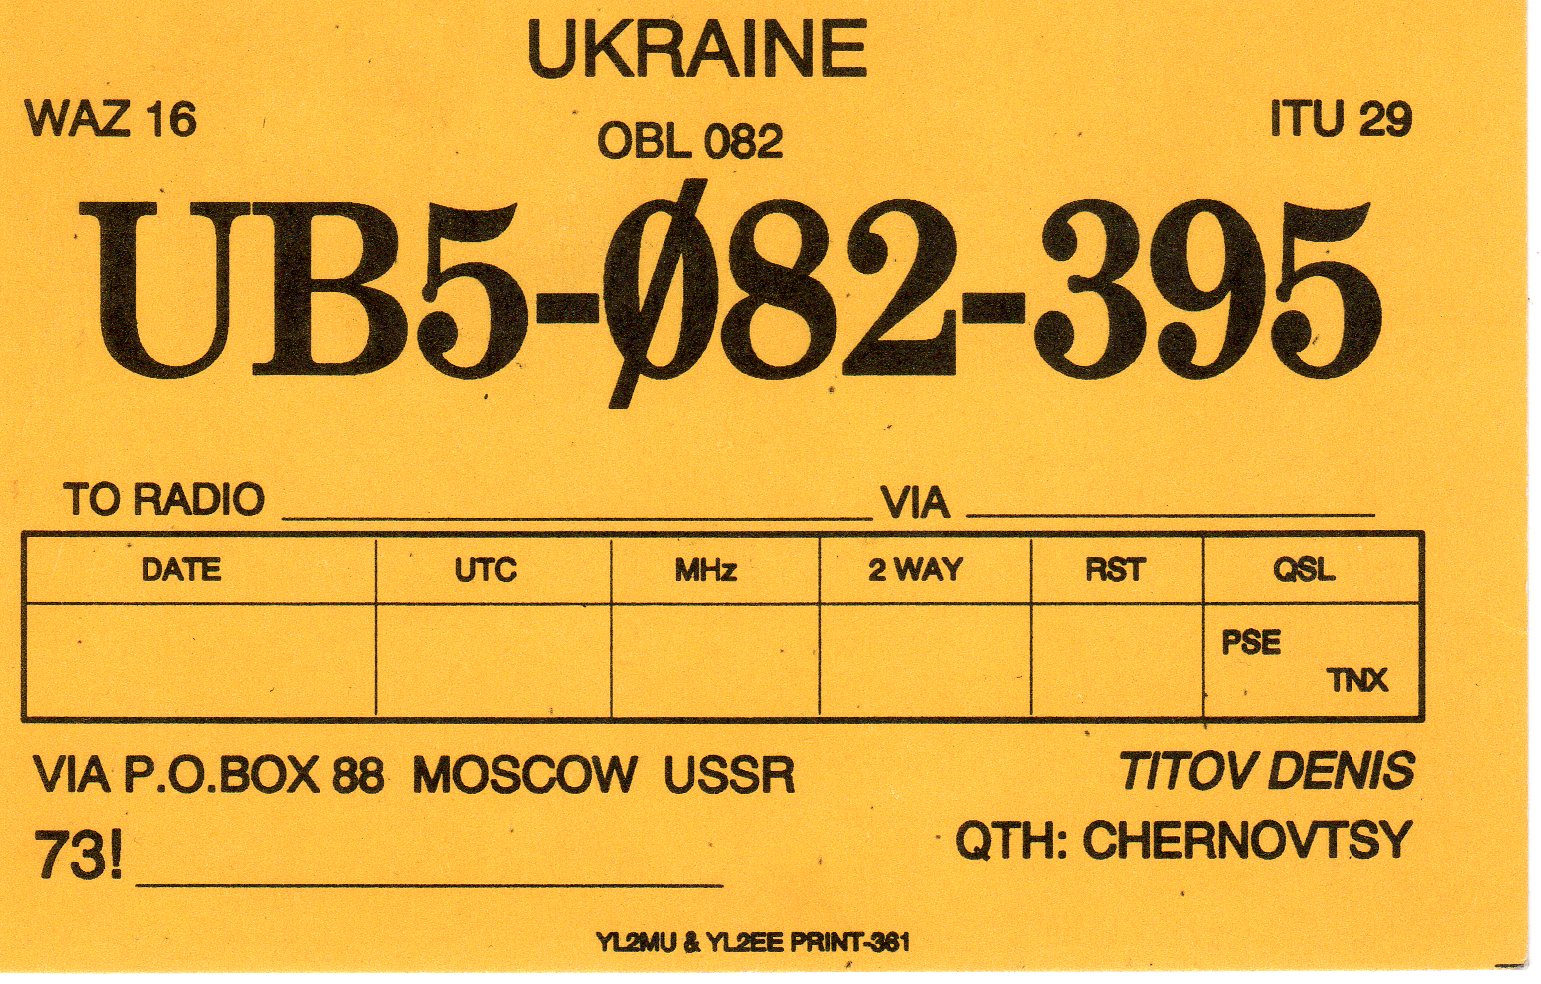 UKRAINE
WAZ 16 OBL 082 ITU 29
UB5-Ø82-395
TO RADIO VIA
DATE UTC MHz 2 WAY RST QSL
PSE
TNX
VIA P.O.BOX 88 MOSCOW USSR TITOV DENIS
73! QTH: CHERNOVTSY
YL2MU & YL2EE PRINT-361